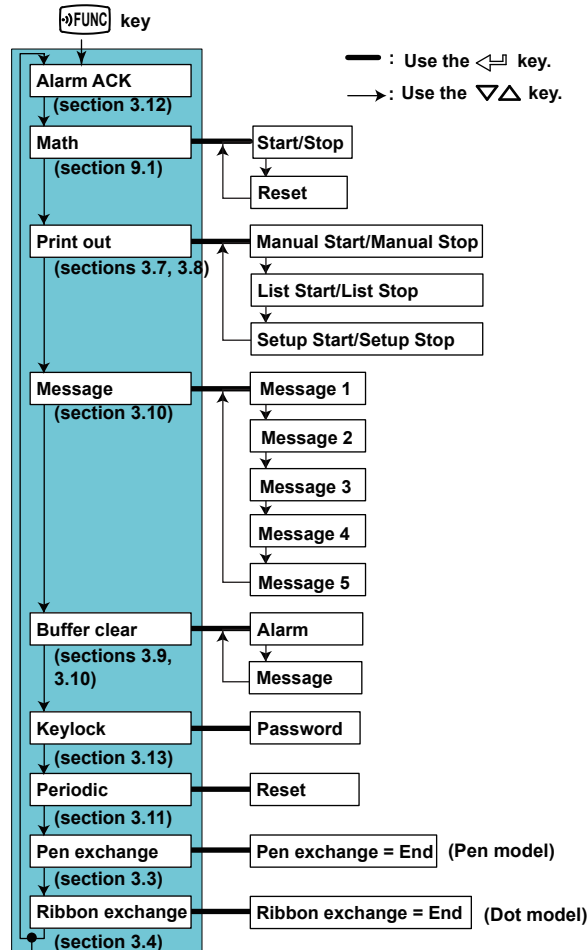 FUNC key
: Use the key.
: Use the ▽△ key.
Alarm ACK
(section 3.12)
Math
Start/Stop
(section 9.1)
Reset
Print out
Manual Start/Manual Stop
(sections 3.7, 3.8)
List Start/List Stop
Setup Start/Setup Stop
Message
Message 1
(section 3.10)
Message 2
Message 3
Message 4
Message 5
Buffer clear
Alarm
(sections 3.9,
3.10)
Message
Keylock
Password
(section 3.13)
Periodic
Reset
(section 3.11)
Pen exchange
Pen exchange = End (Pen model)
(section 3.3)
Ribbon exchange
Ribbon exchange = End (Dot model)
(section 3.4)